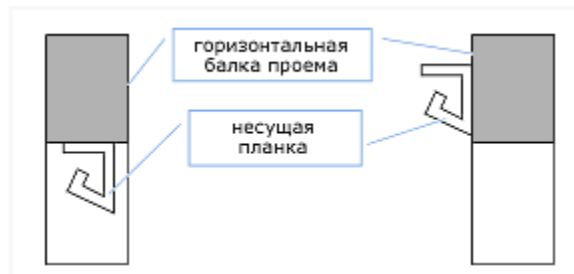 горизонтальная
балка проема
несущая
планка